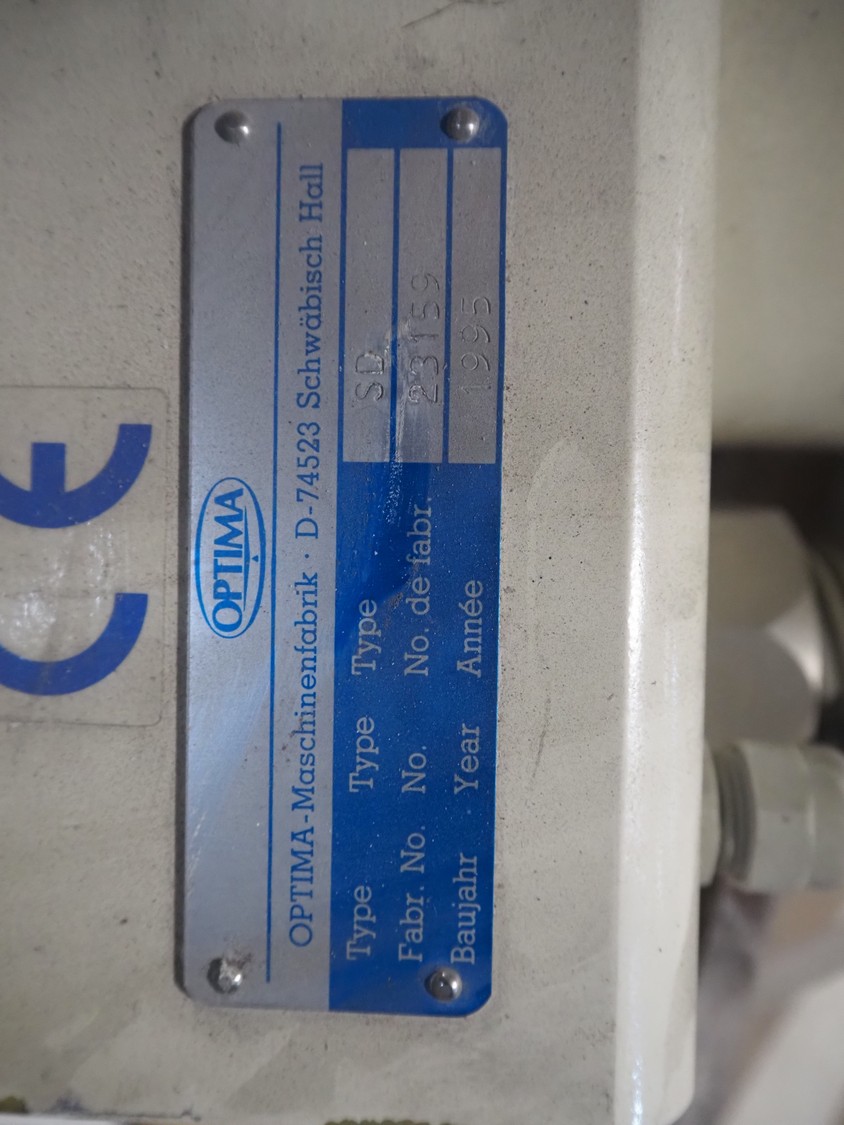 CE
OPTIMA
OPTIMA-Maschinenfabrik · D-74523 Schwäbisch Hall
Type Type Type SD
Fabr. No. No. No. de fabr. 23159
Baujahr · Year Année 1995